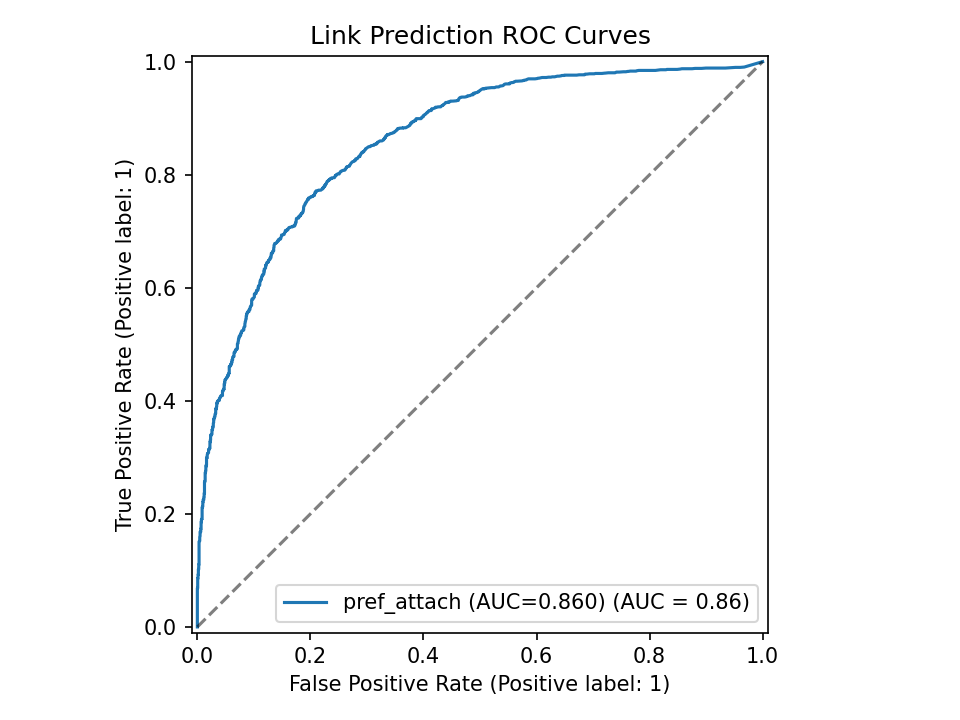 Link Prediction ROC Curves
True Positive Rate (Positive label: 1)
1.0
0.8
0.6
0.4
0.2
0.0
pref_attach (AUC=0.860) (AUC = 0.86)
0.0 0.2 0.4 0.6 0.8 1.0
False Positive Rate (Positive label: 1)